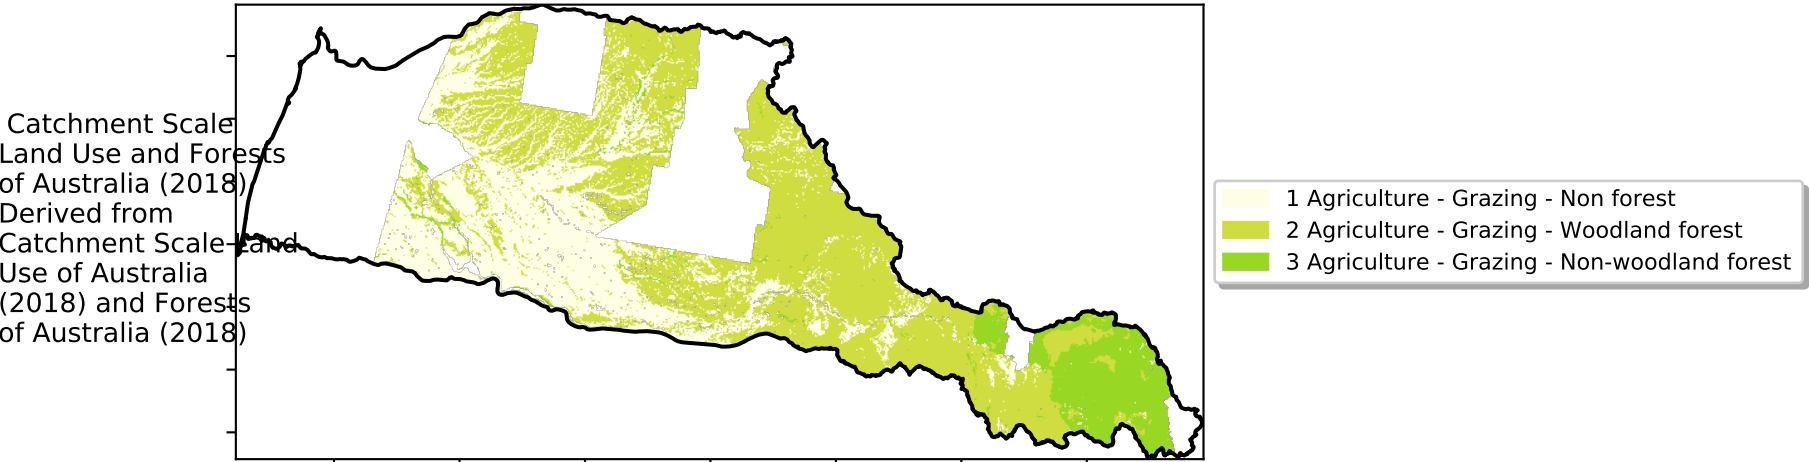 Catchment Scale
Land Use and Forests
of Australia (2018)
Derived from
Catchment Scale Land
Use of Australia
(2018) and Forests
of Australia (2018)
1 Agriculture - Grazing - Non forest
2 Agriculture - Grazing - Woodland forest
3 Agriculture - Grazing - Non-woodland forest